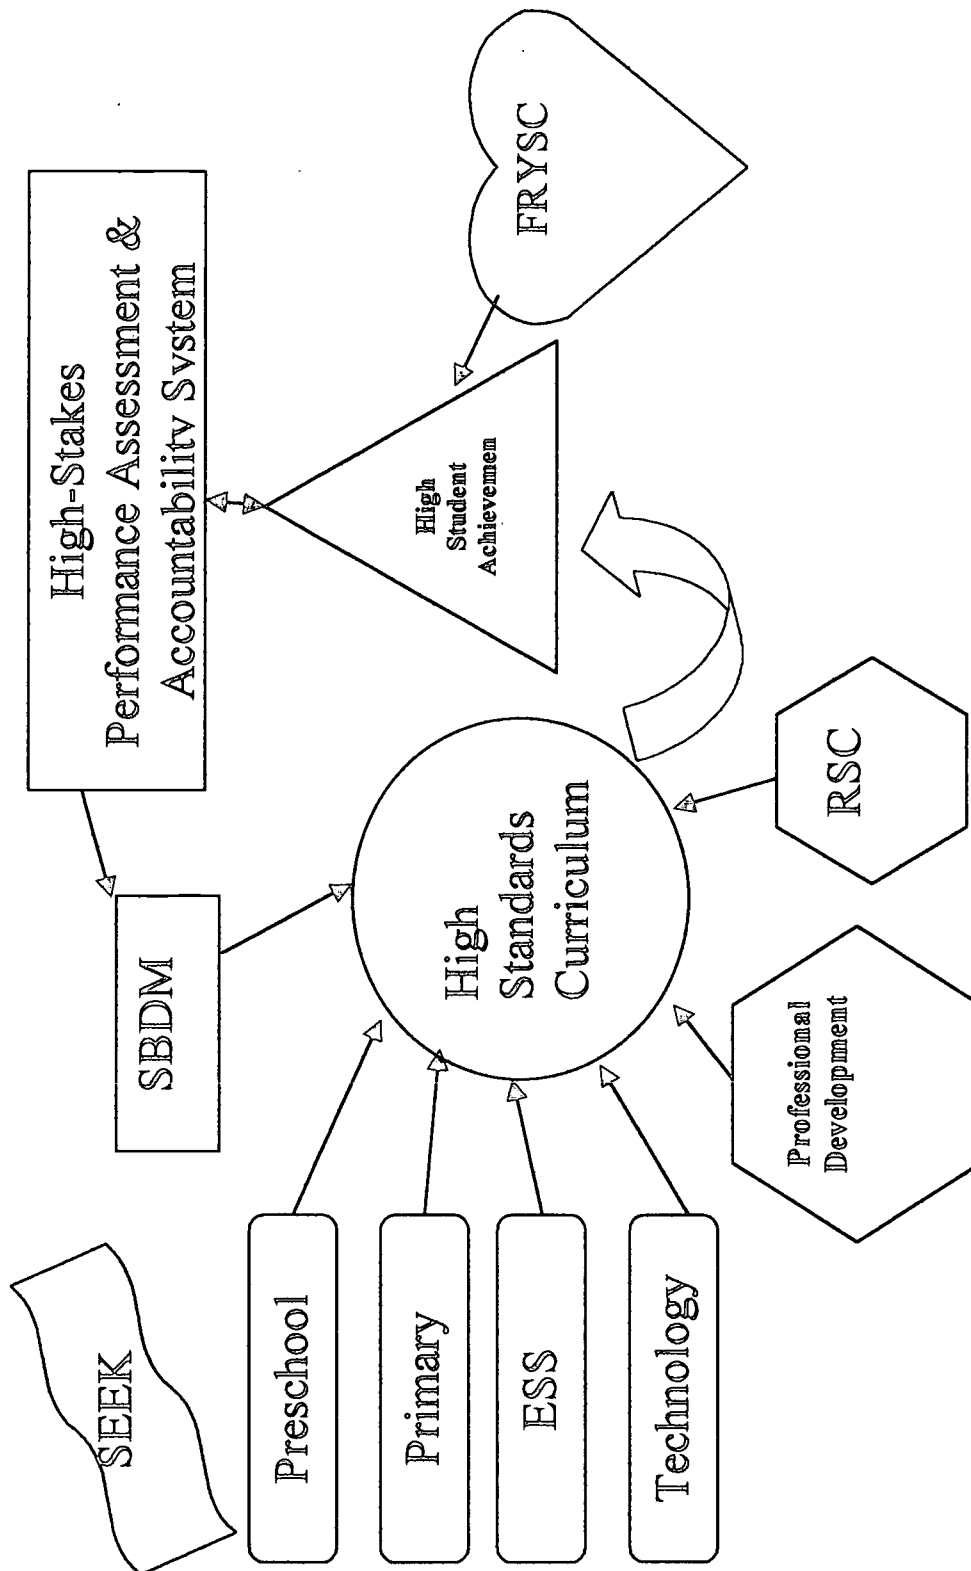 High-Stakes
Performance Assessment &
Accountability System
SEEK
SBDM
Preschool
Primary
ESS
Technology
High
Standards
Curriculum
High
Student
Achievemen
FRYSC
Professional
Development
RSC